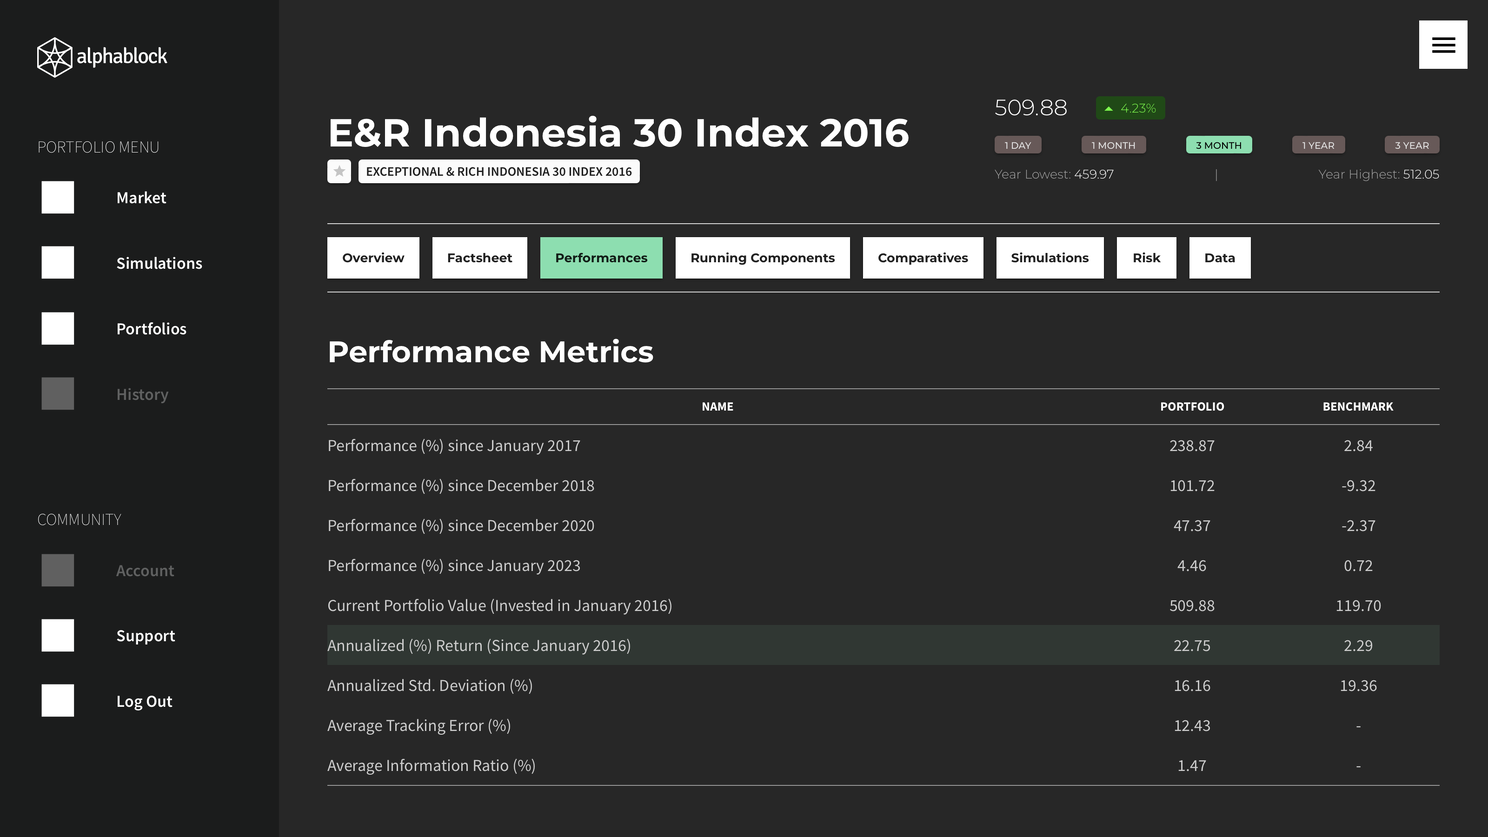 alphablock
PORTFOLIO MENU
Market
Simulations
Portfolios
History
COMMUNITY
Account
Support
Log Out
E&R Indonesia 30 Index 2016
EXCEPTIONAL & RICH INDONESIA 30 INDEX 2016
509.88 4.23%
1 DAY 1 MONTH 3 MONTH 1 YEAR 3 YEAR
Year Lowest: 459.97 | Year Highest: 512.05
Overview Factsheet Performances Running Components Comparatives Simulations Risk Data
Performance Metrics
NAME PORTFOLIO BENCHMARK
Performance (%) since January 2017 238.87 2.84
Performance (%) since December 2018 101.72 -9.32
Performance (%) since December 2020 47.37 -2.37
Performance (%) since January 2023 4.46 0.72
Current Portfolio Value (Invested in January 2016) 509.88 119.70
Annualized (%) Return (Since January 2016) 22.75 2.29
Annualized Std. Deviation (%) 16.16 19.36
Average Tracking Error (%) 12.43 -
Average Information Ratio (%) 1.47 -